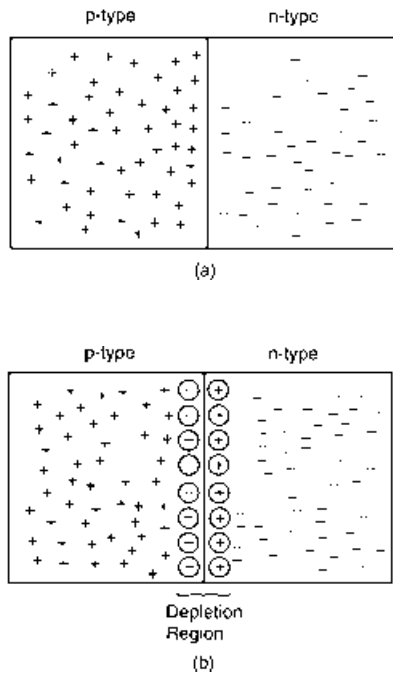 p-type n-type
(a)
p-type n-type
Depletion
Region
(b)